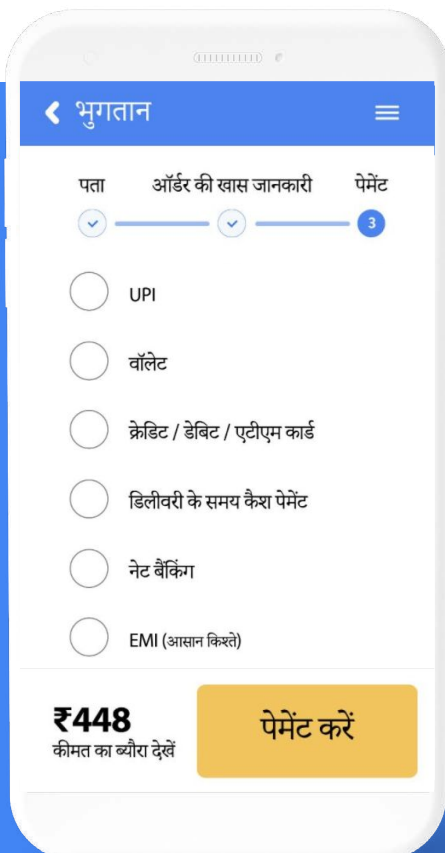 भुगतान
पता ऑर्डर की खास जानकारी पेमेंट
3
UPI
वॉलेट
क्रेडिट / डेबिट / एटीएम कार्ड
डिलीवरी के समय कैश पेमेंट
नेट बैंकिंग
EMI (आसान किश्ते)
₹448
कीमत का ब्यौरा देखें
पेमेंट करें